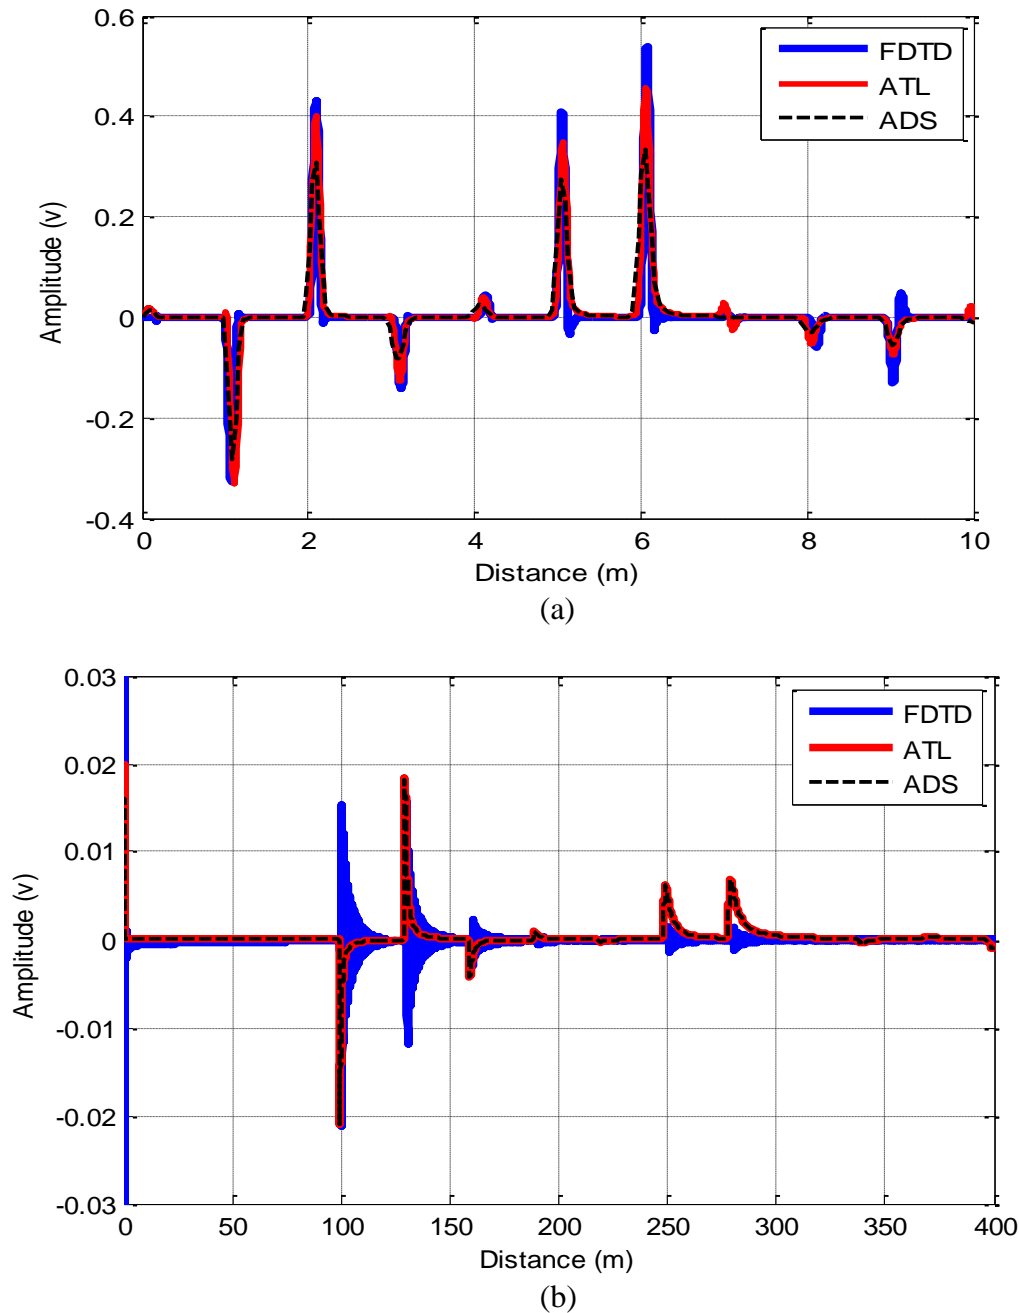 0.6
0.4
0.2
0
-0.2
-0.4
Amplitude (v)
FDTD
ATL
ADS
0 2 4 6 8 10
Distance (m)
(a)
0.03
0.02
0.01
0
-0.01
-0.02
-0.03
Amplitude (v)
FDTD
ATL
ADS
0 50 100 150 200 250 300 350 400
Distance (m)
(b)